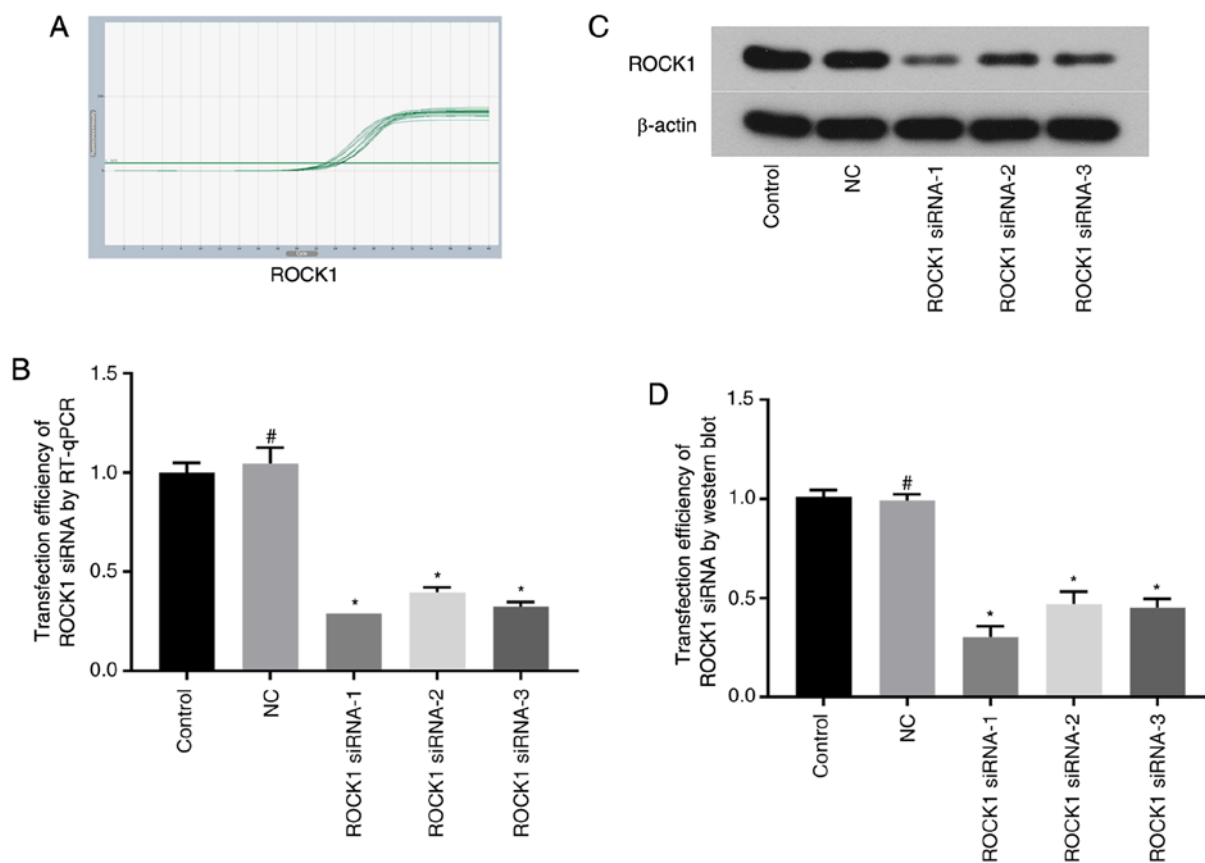 A
ROCK1
C
ROCK1
β-actin
Control
NC
ROCK1 siRNA-1
ROCK1 siRNA-2
ROCK1 siRNA-3
B
Transfection efficiency of
ROCK1 siRNA by RT-qPCR
1.5
1.0
0.5
0.0
#
*
*
*
Control
NC
ROCK1 siRNA-1
ROCK1 siRNA-2
ROCK1 siRNA-3
D
Transfection efficiency of
ROCK1 siRNA by western blot
1.5
1.0
0.5
0.0
#
*
*
*
Control
NC
ROCK1 siRNA-1
ROCK1 siRNA-2
ROCK1 siRNA-3